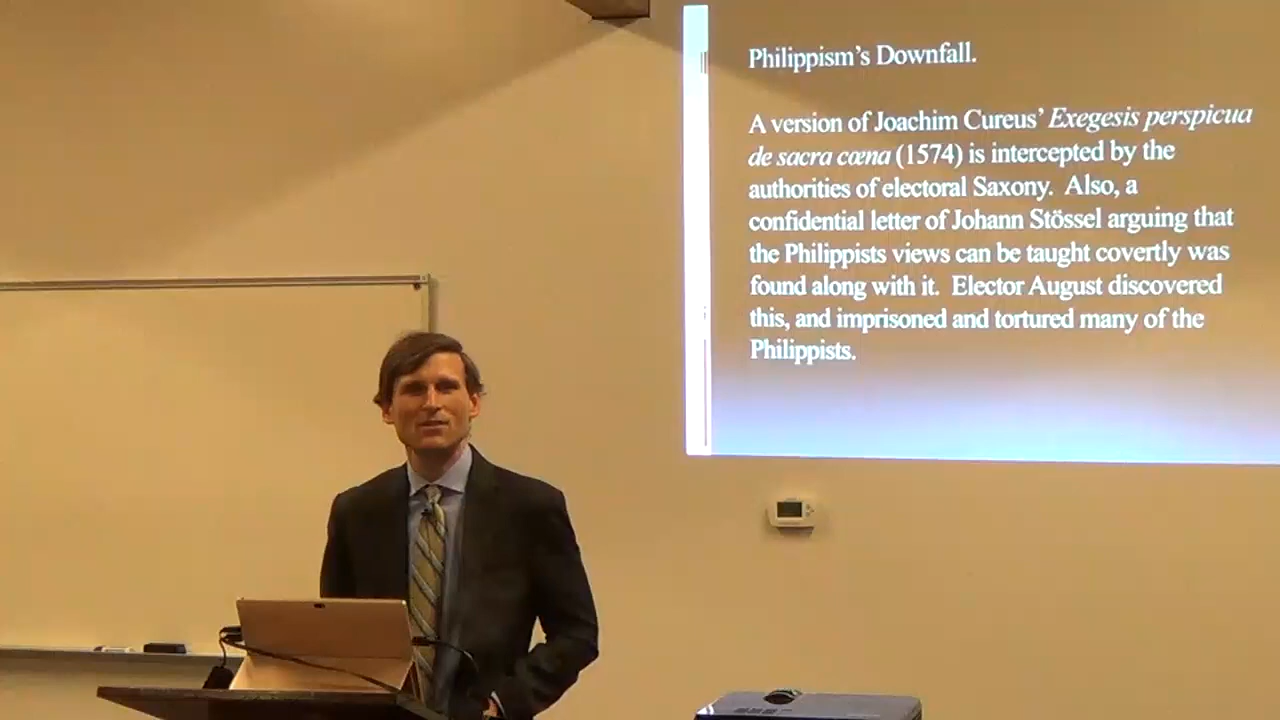 Philippism’s Downfall.
A version of Joachim Cureus’ Exegesis perspicua
de sacra cœna (1574) is intercepted by the
authorities of electoral Saxony.  Also, a
confidential letter of Johann Stössel arguing that
the Philippists views can be taught covertly was
found along with it.  Elector August discovered
this, and imprisoned and tortured many of the
Philippists.